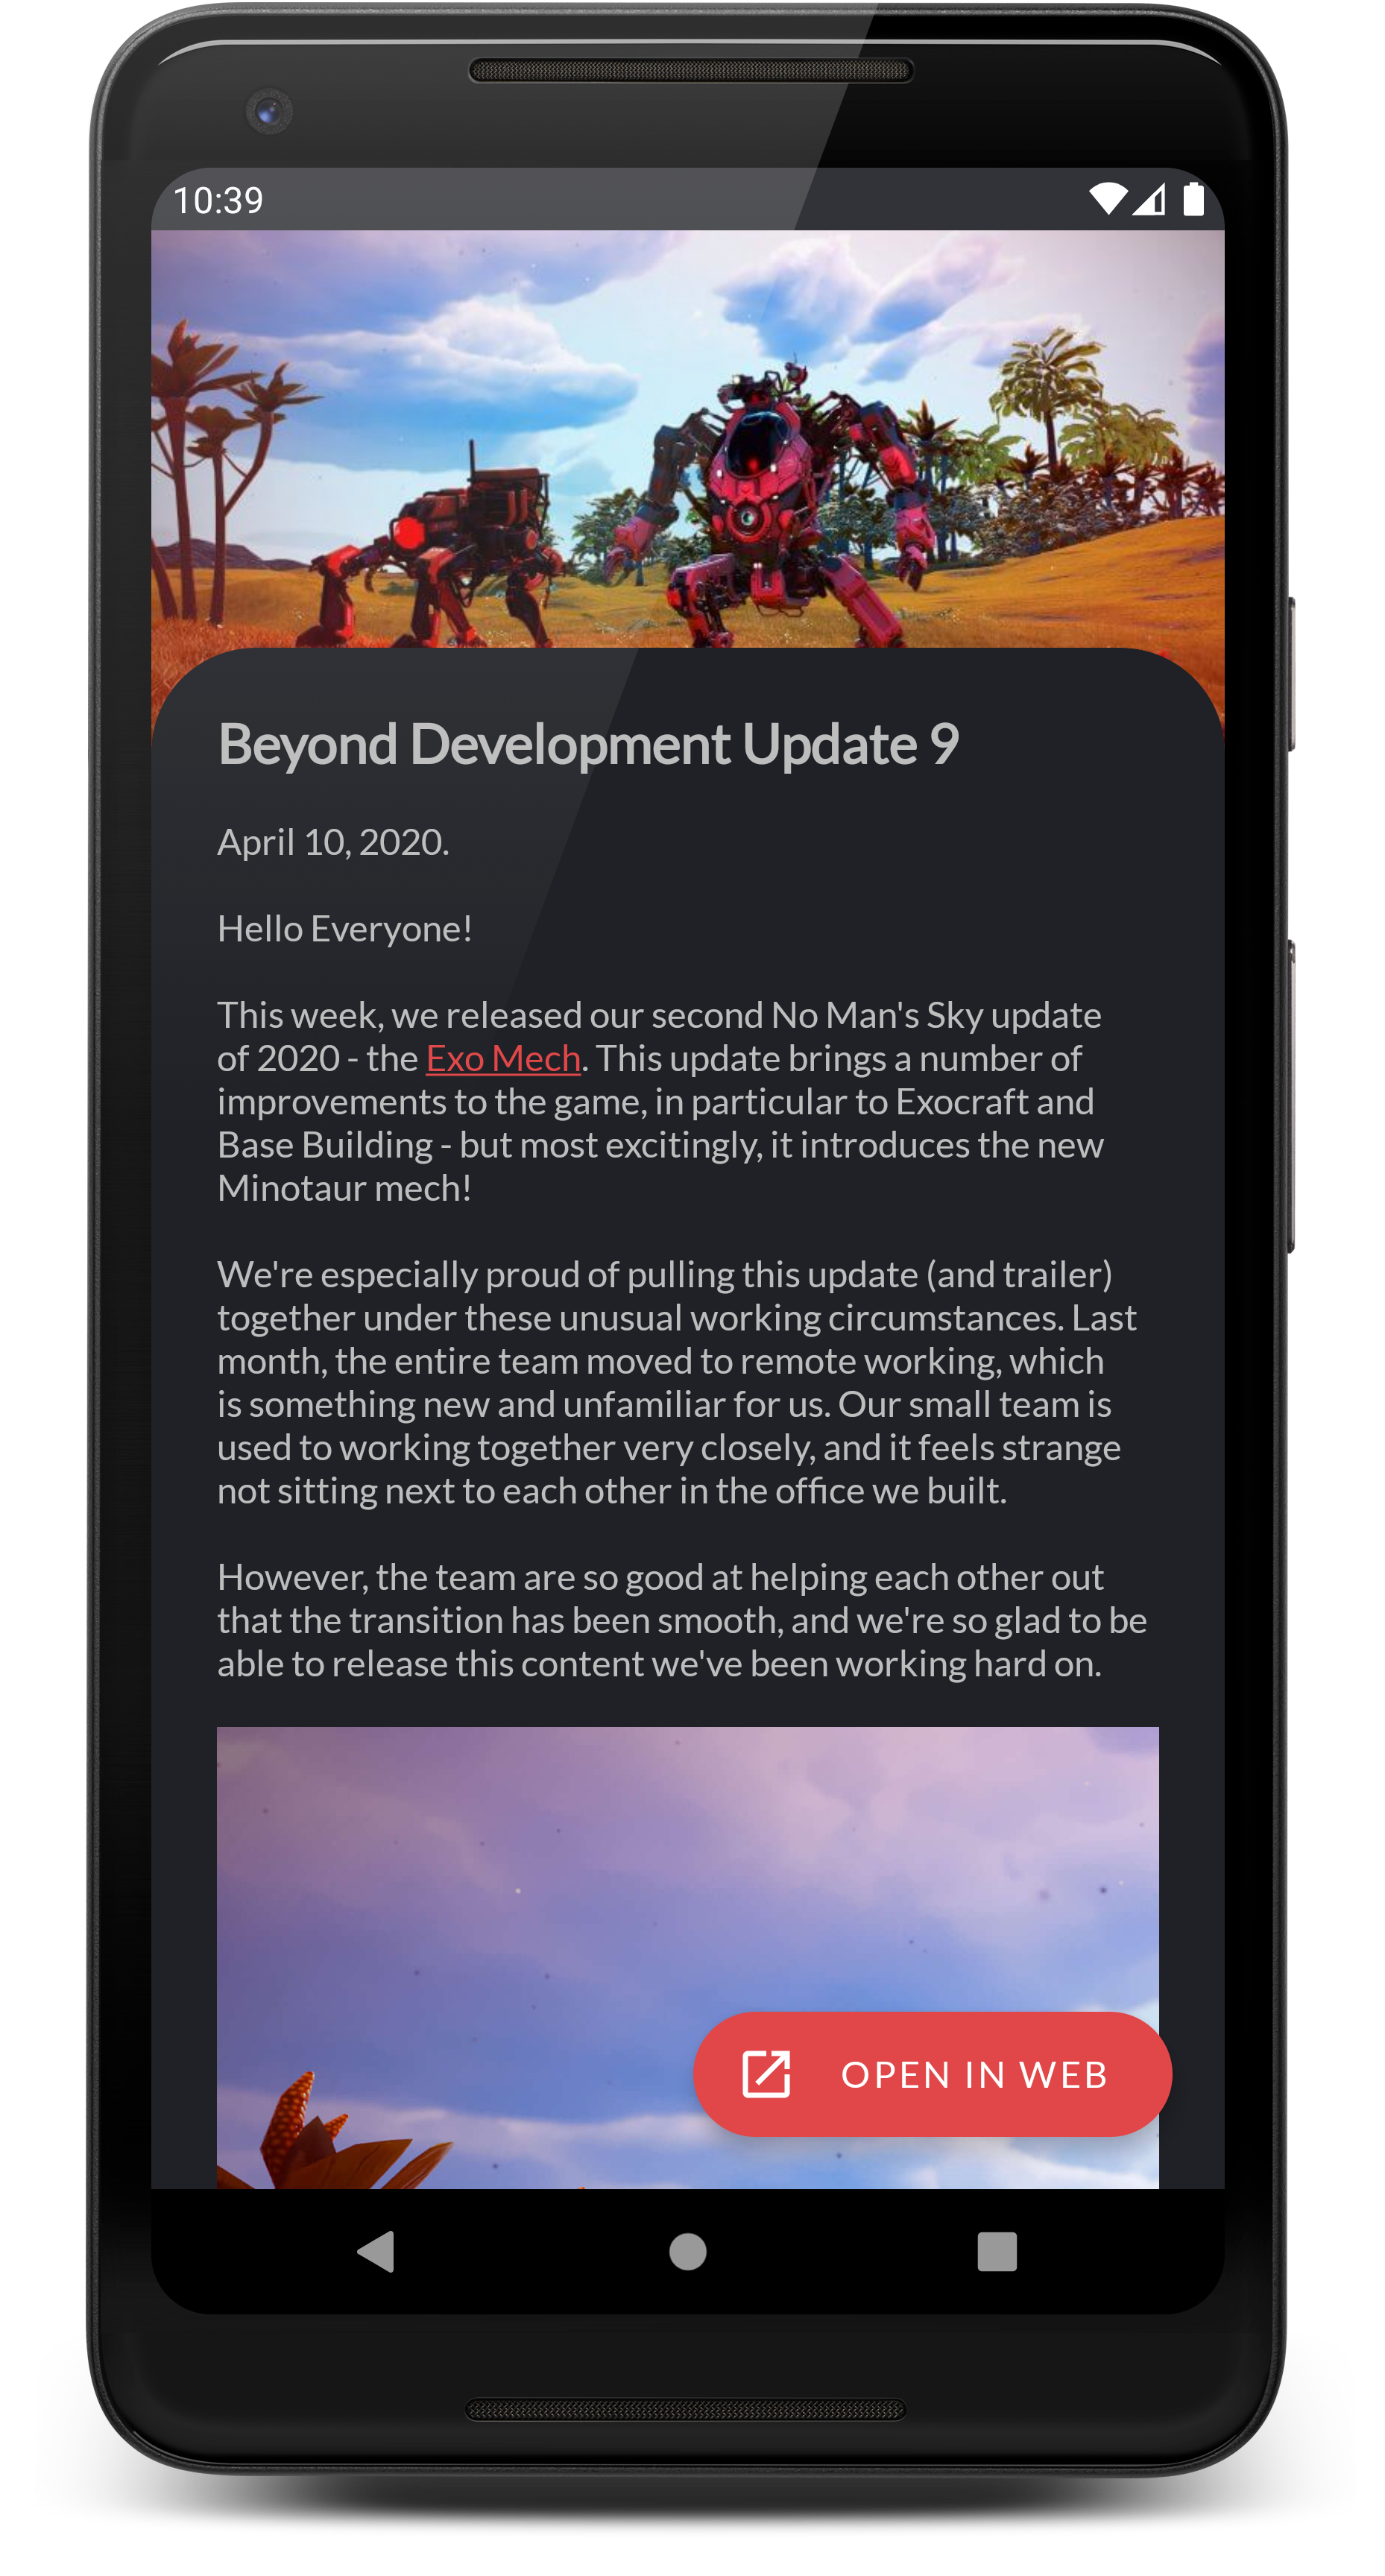 10:39
Beyond Development Update 9
April 10, 2020.
Hello Everyone!
This week, we released our second No Man's Sky update
of 2020 - the Exo Mech. This update brings a number of
improvements to the game, in particular to Exocraft and
Base Building - but most excitingly, it introduces the new
Minotaur mech!
We're especially proud of pulling this update (and trailer)
together under these unusual working circumstances. Last
month, the entire team moved to remote working, which
is something new and unfamiliar for us. Our small team is
used to working together very closely, and it feels strange
not sitting next to each other in the office we built.
However, the team are so good at helping each other out
that the transition has been smooth, and we're so glad to be
able to release this content we've been working hard on.
OPEN IN WEB